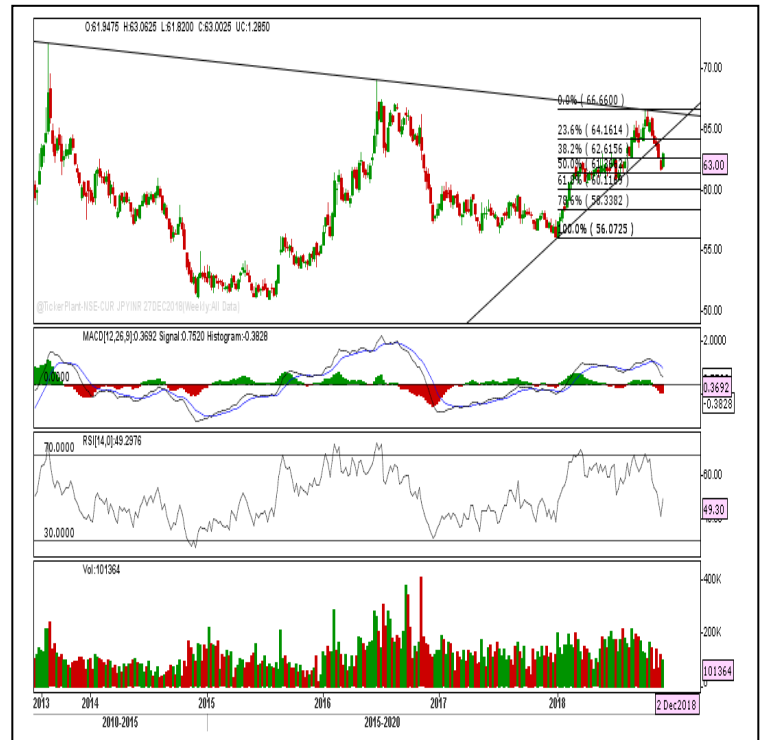 O:61.9475 H:63.0625 L:61.8200 C:63.0025 UC:1.2850
70.00
65.00
63.00
60.00
55.00
50.00
0.0% ( 66.6600 )
23.6% ( 64.1614 )
38.2% ( 62.6156 )
50.0%
78.6% ( 58.3382 )
100.0% ( 56.0725 )
@TickerPlant-NSE-CUR JPYINR 27DEC2018(Weekly:All Data)
MACD[12,26,9]:0.3692 Signal:0.7520 Histogram:-0.3828
2.0000
0.0000
0.3692
-0.3828
RSI[14,0]:49.2976
70.0000
60.00
49.30
30.0000
Vol:101364
400K
200K
101364
0
2013 2014 2015 2016 2017 2018 2 Dec2018
2010-2015 2015-2020